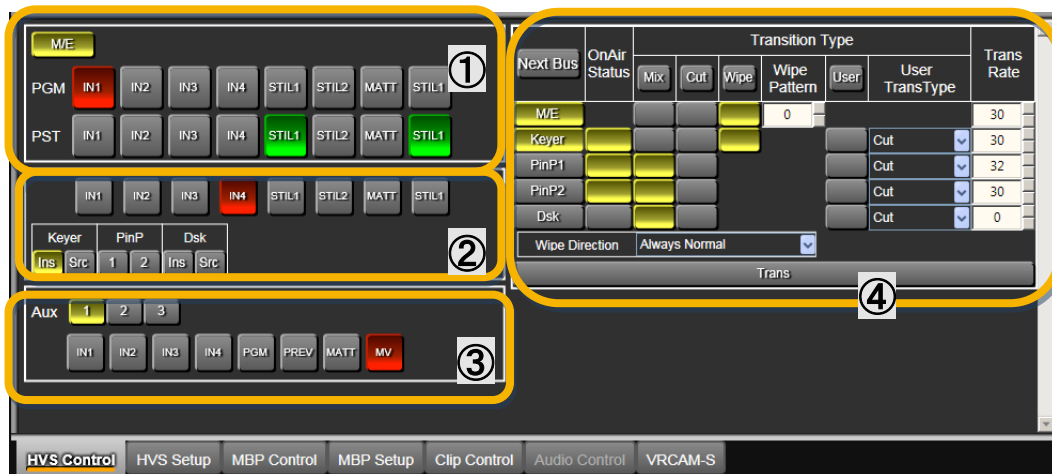 M/E
①
PGM IN1 IN2 IN3 IN4 STIL1 STIL2 MATT STIL1
PST IN1 IN2 IN3 IN4 STIL1 STIL2 MATT STIL1
IN1 IN2 IN3 IN4 STIL1 STIL2 MATT STIL1
Keyer PinP Dsk
Ins Src 1 2 Ins Src
②
Aux 1 2 3
IN1 IN2 IN3 IN4 PGM PREV MATT MV
③
Transition Type
Next Bus OnAir Status Mix Cut Wipe Wipe Pattern User User TransType Trans Rate
M/E 0 30
Keyer Cut 30
PinP1 Cut 32
PinP2 Cut 30
Dsk Cut 0
Wipe Direction Always Normal
Trans
④
HVS Control HVS Setup MBP Control MBP Setup Clip Control Audio Control VRCAM-S